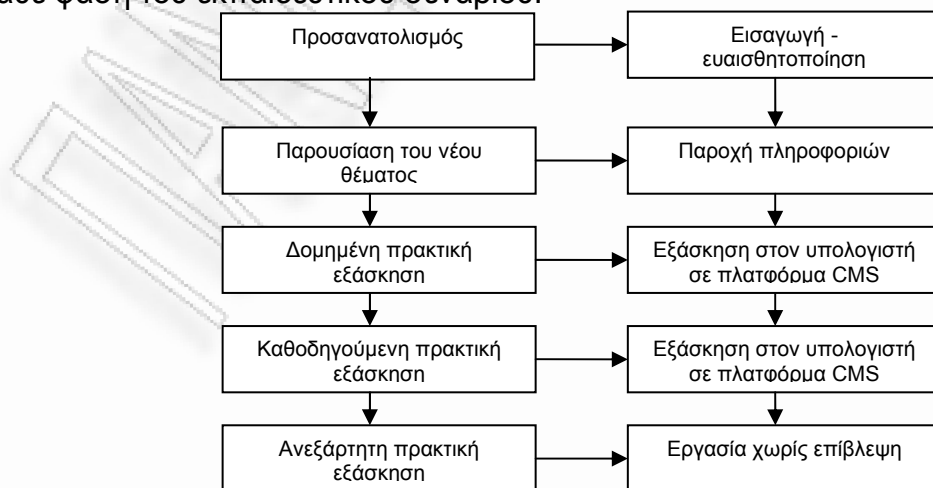 φάση του εκπαιδευτικού σεναρίου.
Προσανατολισμός
Εισαγωγή -
ευαισθητοποίηση
Παρουσίαση του νέου
θέματος
Παροχή πληροφοριών
Δομημένη πρακτική
εξάσκηση
Εξάσκηση στον υπολογιστή
σε πλατφόρμα CMS
Καθοδηγούμενη πρακτική
εξάσκηση
Εξάσκηση στον υπολογιστή
σε πλατφόρμα CMS
Ανεξάρτητη πρακτική
εξάσκηση
Εργασία χωρίς επίβλεψη